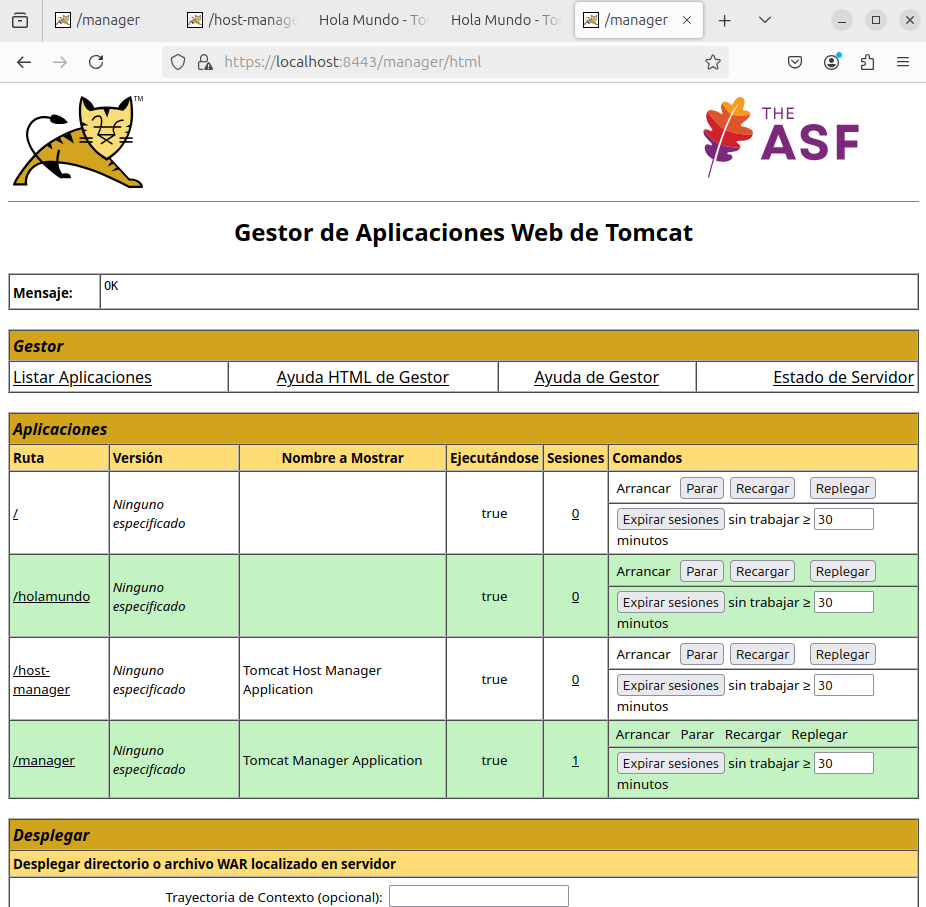 /manager
/host-manage
Hola Mundo - To
Hola Mundo - To
/manager
https://localhost:8443/manager/html
TM
THE
ASF
Gestor de Aplicaciones Web de Tomcat
Mensaje: OK
Gestor
Listar Aplicaciones Ayuda HTML de Gestor Ayuda de Gestor Estado de Servidor
Aplicaciones
Ruta Versión Nombre a Mostrar Ejecutándose Sesiones Comandos
/ Ninguno especificado true 0
Arrancar Parar Recargar Replegar
Expirar sesiones sin trabajar ≥ 30
minutos
/holamundo Ninguno especificado true 0
Arrancar Parar Recargar Replegar
Expirar sesiones sin trabajar ≥ 30
minutos
/host-manager Ninguno especificado Tomcat Host Manager Application true 0
Arrancar Parar Recargar Replegar
Expirar sesiones sin trabajar ≥ 30
minutos
/manager Ninguno especificado Tomcat Manager Application true 1
Arrancar Parar Recargar Replegar
Expirar sesiones sin trabajar ≥ 30
minutos
Desplegar
Desplegar directorio o archivo WAR localizado en servidor
Trayectoria de Contexto (opcional):